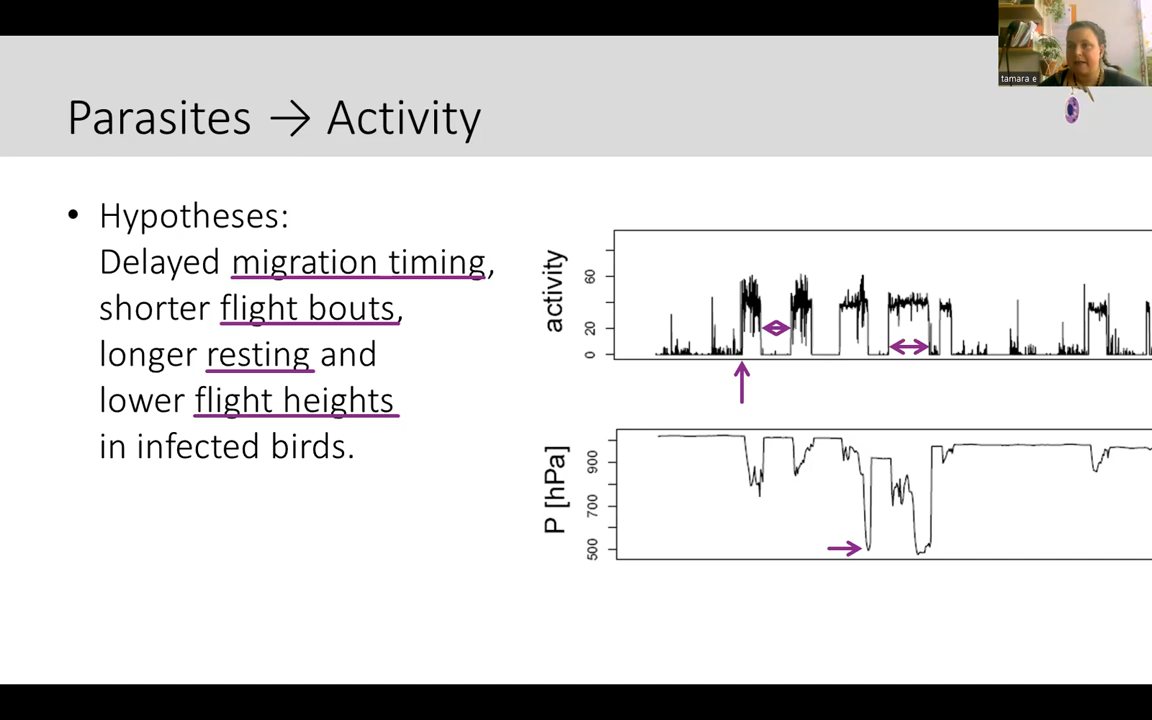 tamara e
Parasites → Activity
• Hypotheses:
Delayed migration timing,
shorter flight bouts,
longer resting and
lower flight heights
in infected birds.
activity
60
20
0
P [hPa]
900
700
500